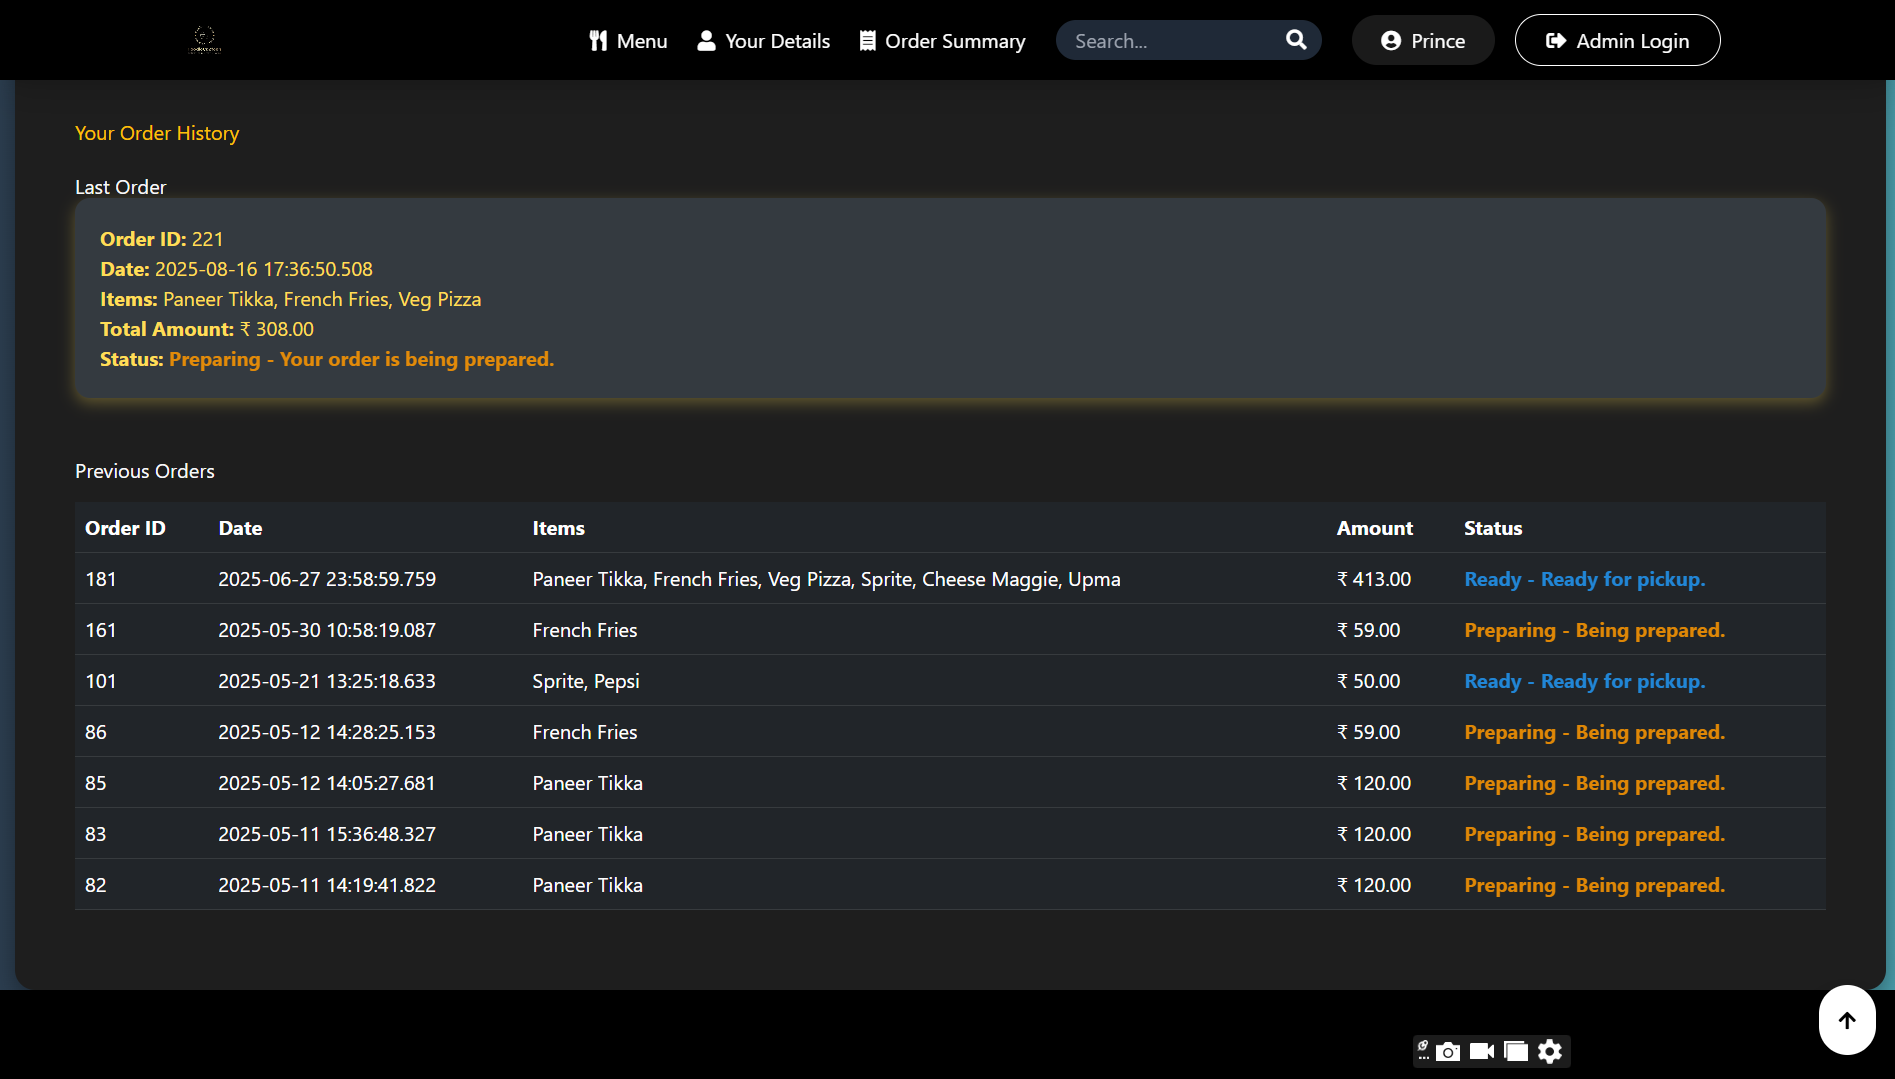 Menu Your Details Order Summary Search... Prince Admin Login
Your Order History
Last Order
Order ID: 221
Date: 2025-08-16 17:36:50.508
Items: Paneer Tikka, French Fries, Veg Pizza
Total Amount: ₹ 308.00
Status: Preparing - Your order is being prepared.
Previous Orders
Order ID Date Items Amount Status
181 2025-06-27 23:58:59.759 Paneer Tikka, French Fries, Veg Pizza, Sprite, Cheese Maggie, Upma ₹ 413.00 Ready - Ready for pickup.
161 2025-05-30 10:58:19.087 French Fries ₹ 59.00 Preparing - Being prepared.
101 2025-05-21 13:25:18.633 Sprite, Pepsi ₹ 50.00 Ready - Ready for pickup.
86 2025-05-12 14:28:25.153 French Fries ₹ 59.00 Preparing - Being prepared.
85 2025-05-12 14:05:27.681 Paneer Tikka ₹ 120.00 Preparing - Being prepared.
83 2025-05-11 15:36:48.327 Paneer Tikka ₹ 120.00 Preparing - Being prepared.
82 2025-05-11 14:19:41.822 Paneer Tikka ₹ 120.00 Preparing - Being prepared.